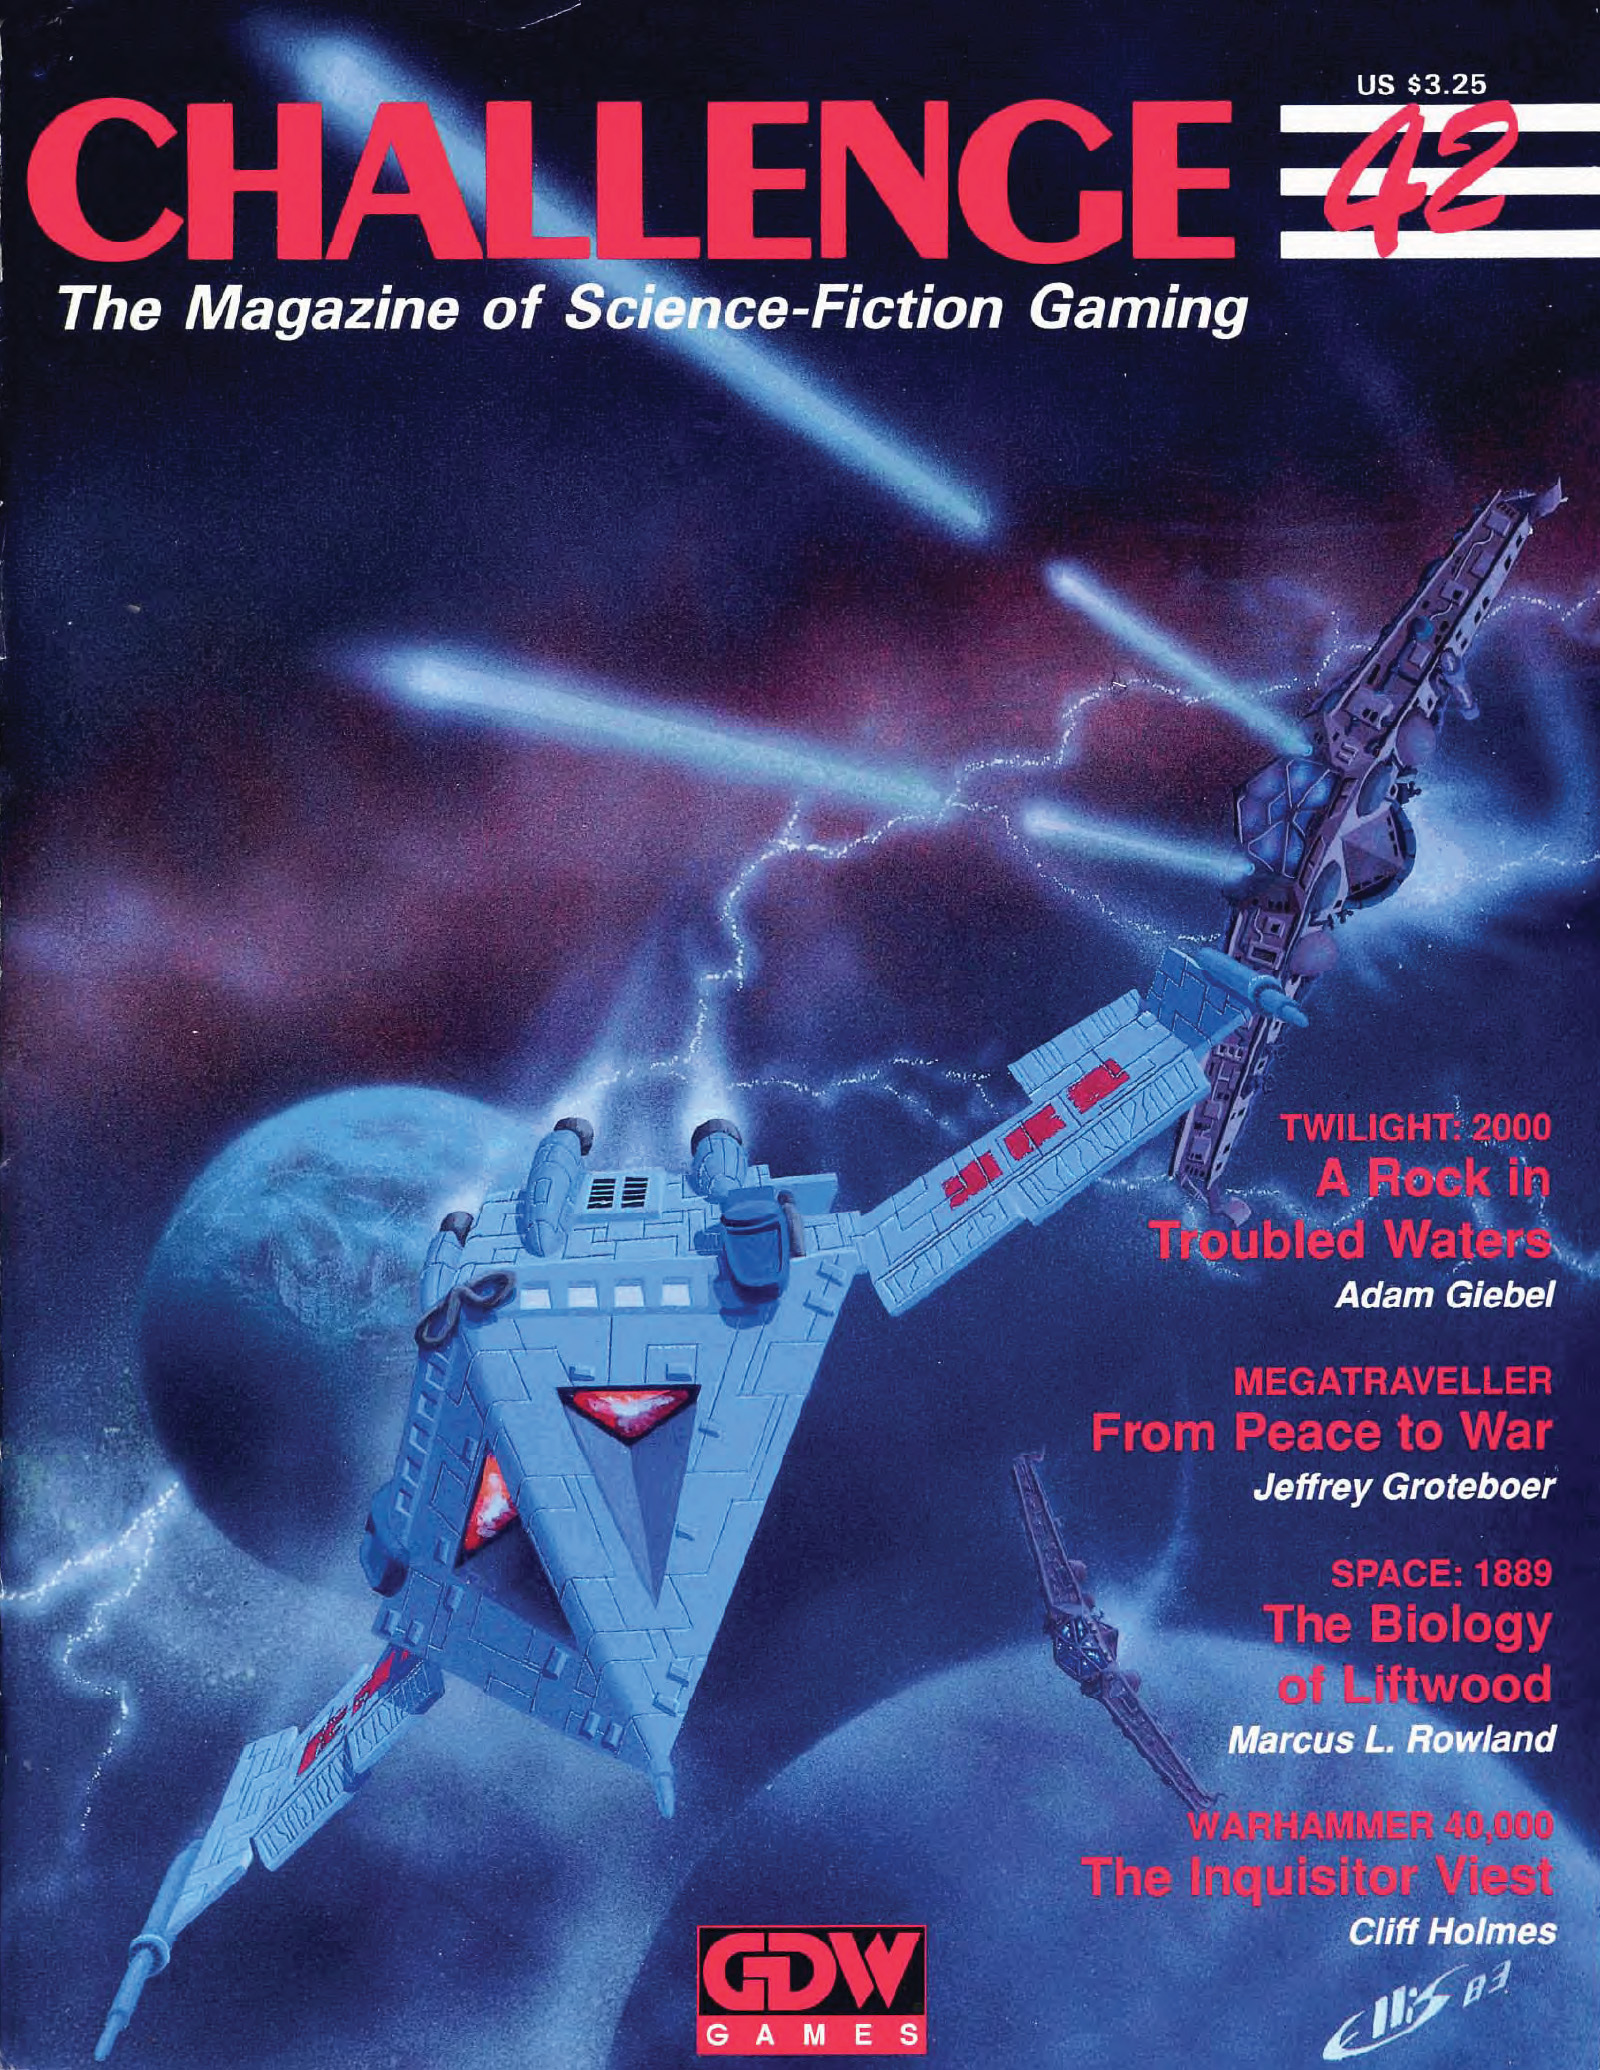 US $3.25
CHALLENGE
42
The Magazine of Science-Fiction Gaming
TWILIGHT: 2000
A Rock in
Troubled Waters
Adam Giebel
MEGATRAVELLER
From Peace to War
Jeffrey Groteboer
SPACE: 1889
The Biology
of Liftwood
Marcus L. Rowland
WARHAMMER 40,000
The Inquisitor Viest
Cliff Holmes
GDW
GAMES
Ellis 83